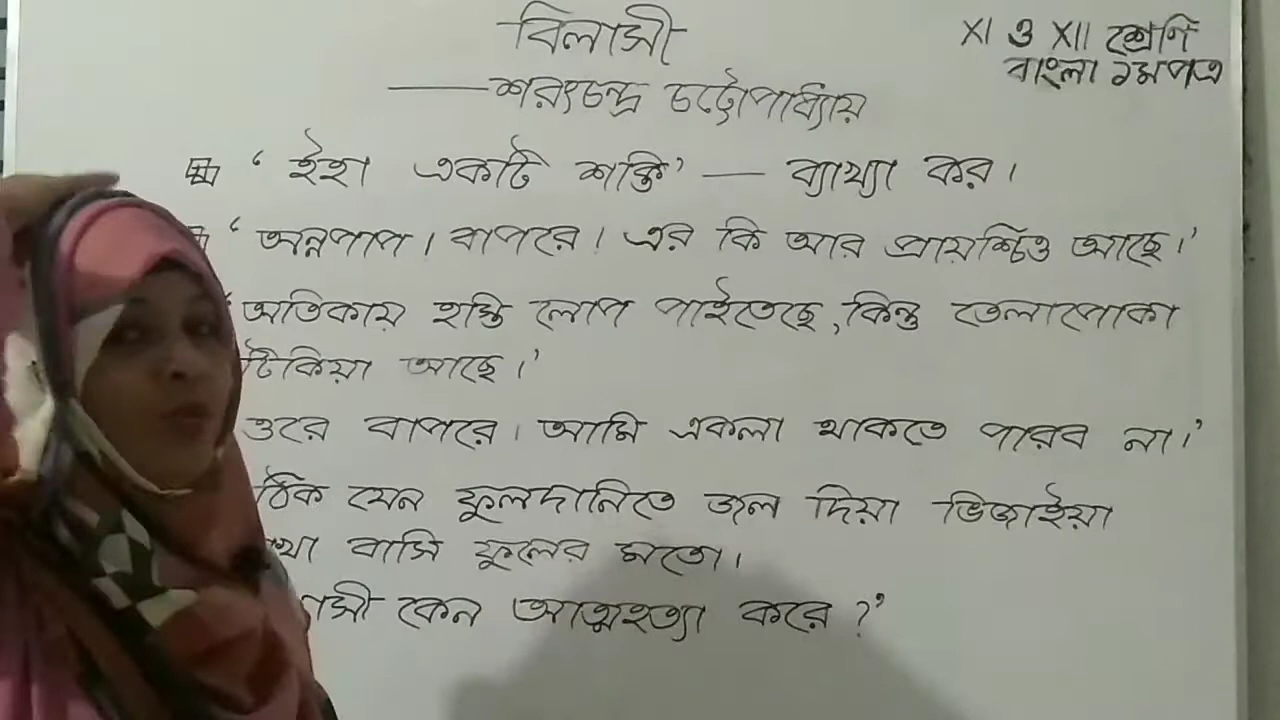 বিলাসী
XI ও XII শ্রেণি
বাংলা ১মপত্র
—শরৎচন্দ্র চট্টোপাধ্যায়
‘ইহা একটি শক্তি’ — ব্যাখ্যা কর।
‘অন্নপাপ। বাপরে! এর কি আর প্রায়শ্চিত্ত আছে।’
‘অতিকায় হস্তি লোপ পাইতেছে, কিন্তু তেলাপোকা
টিকিয়া আছে।’
ওরে বাপরে। আমি একলা থাকতে পারব না।’
ঠিক যেন ফুলদানিতে জল দিয়া ভিজাইয়া
বাসি ফুলের মতো।
কেন আত্মহত্যা করে?’